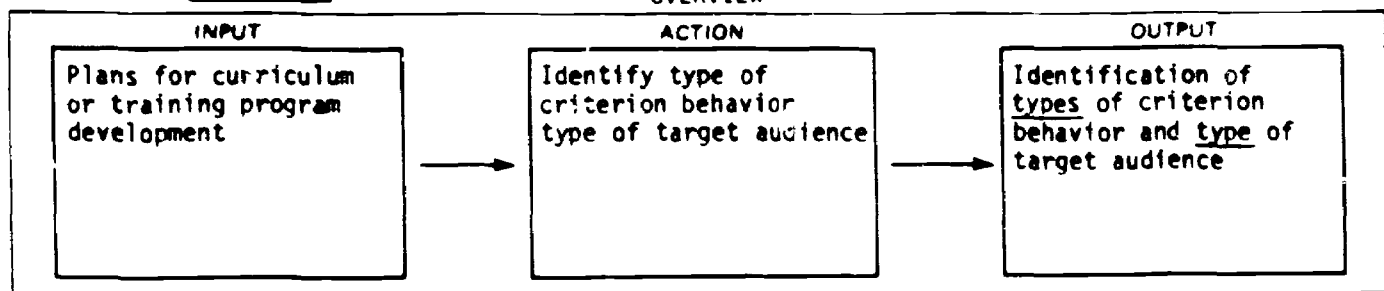 OVERVIEW
INPUT
Plans for curriculum
or training program
development
ACTION
Identify type of
criterion behavior
type of target audience
OUTPUT
Identification of
types of criterion
behavior and type of
target audience